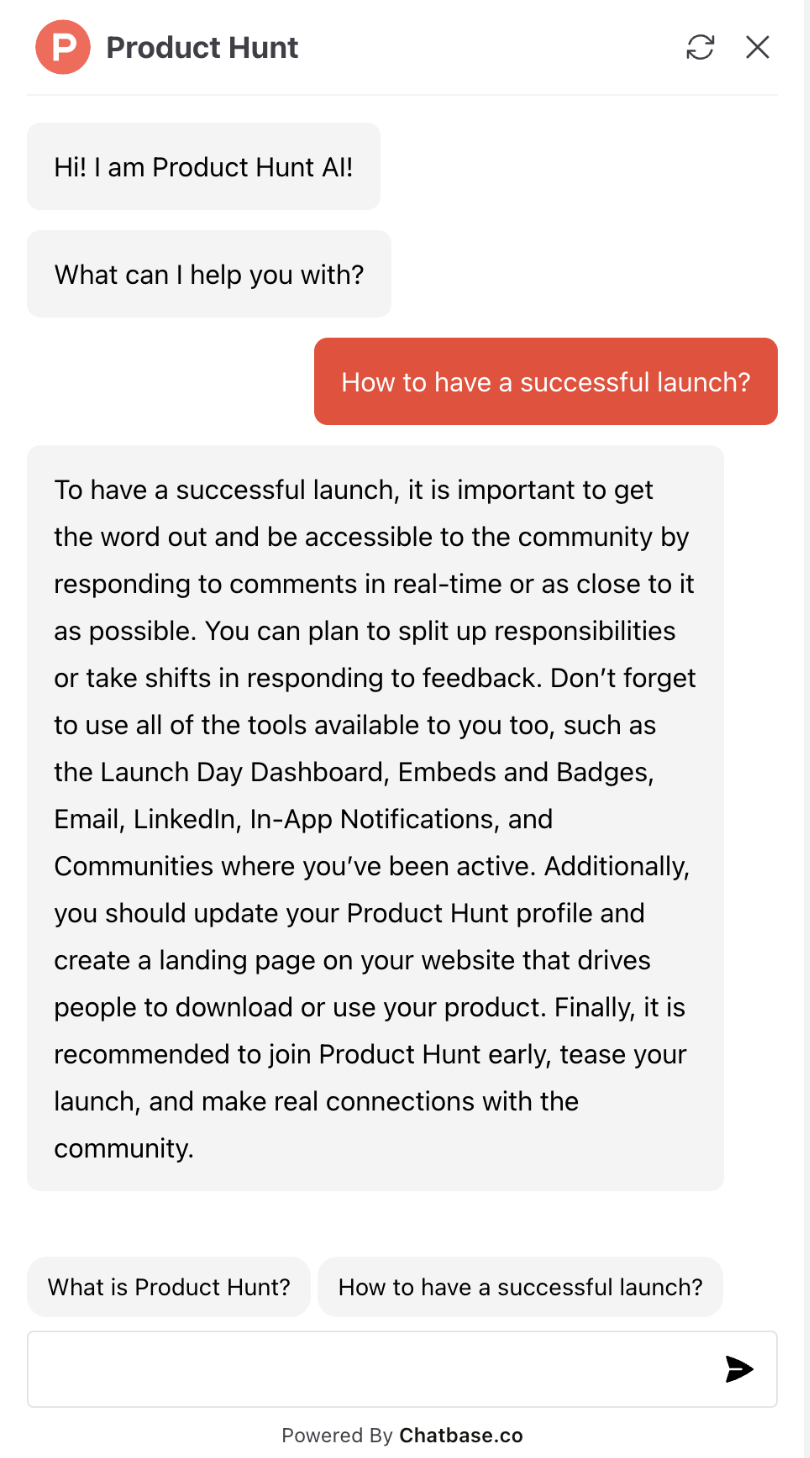 P Product Hunt
Hi! I am Product Hunt AI!
What can I help you with?
How to have a successful launch?
To have a successful launch, it is important to get
the word out and be accessible to the community by
responding to comments in real-time or as close to it
as possible. You can plan to split up responsibilities
or take shifts in responding to feedback. Don’t forget
to use all of the tools available to you too, such as
the Launch Day Dashboard, Embeds and Badges,
Email, LinkedIn, In-App Notifications, and
Communities where you’ve been active. Additionally,
you should update your Product Hunt profile and
create a landing page on your website that drives
people to download or use your product. Finally, it is
recommended to join Product Hunt early, tease your
launch, and make real connections with the
community.
What is Product Hunt? How to have a successful launch?
Powered By Chatbase.co